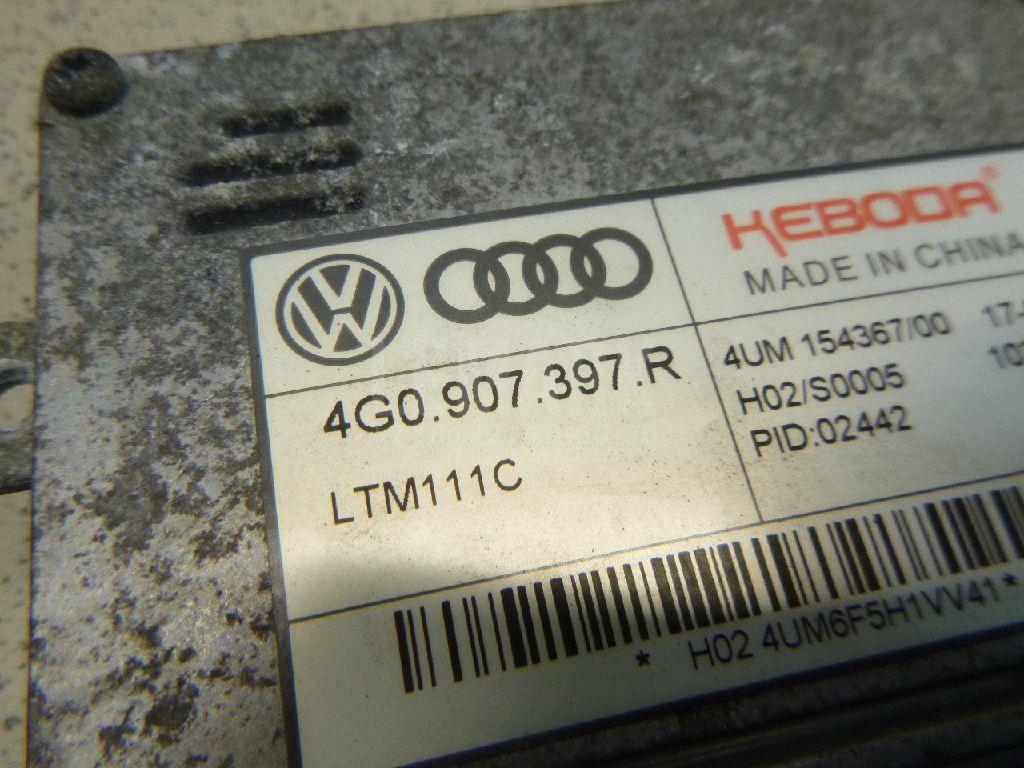 KEBODA®
MADE IN CHINA
4G0.907.397.R
LTM111C
4UM 154367/00
H02/S0005
PID:02442
* H02 4UM6F5H1VV41 *